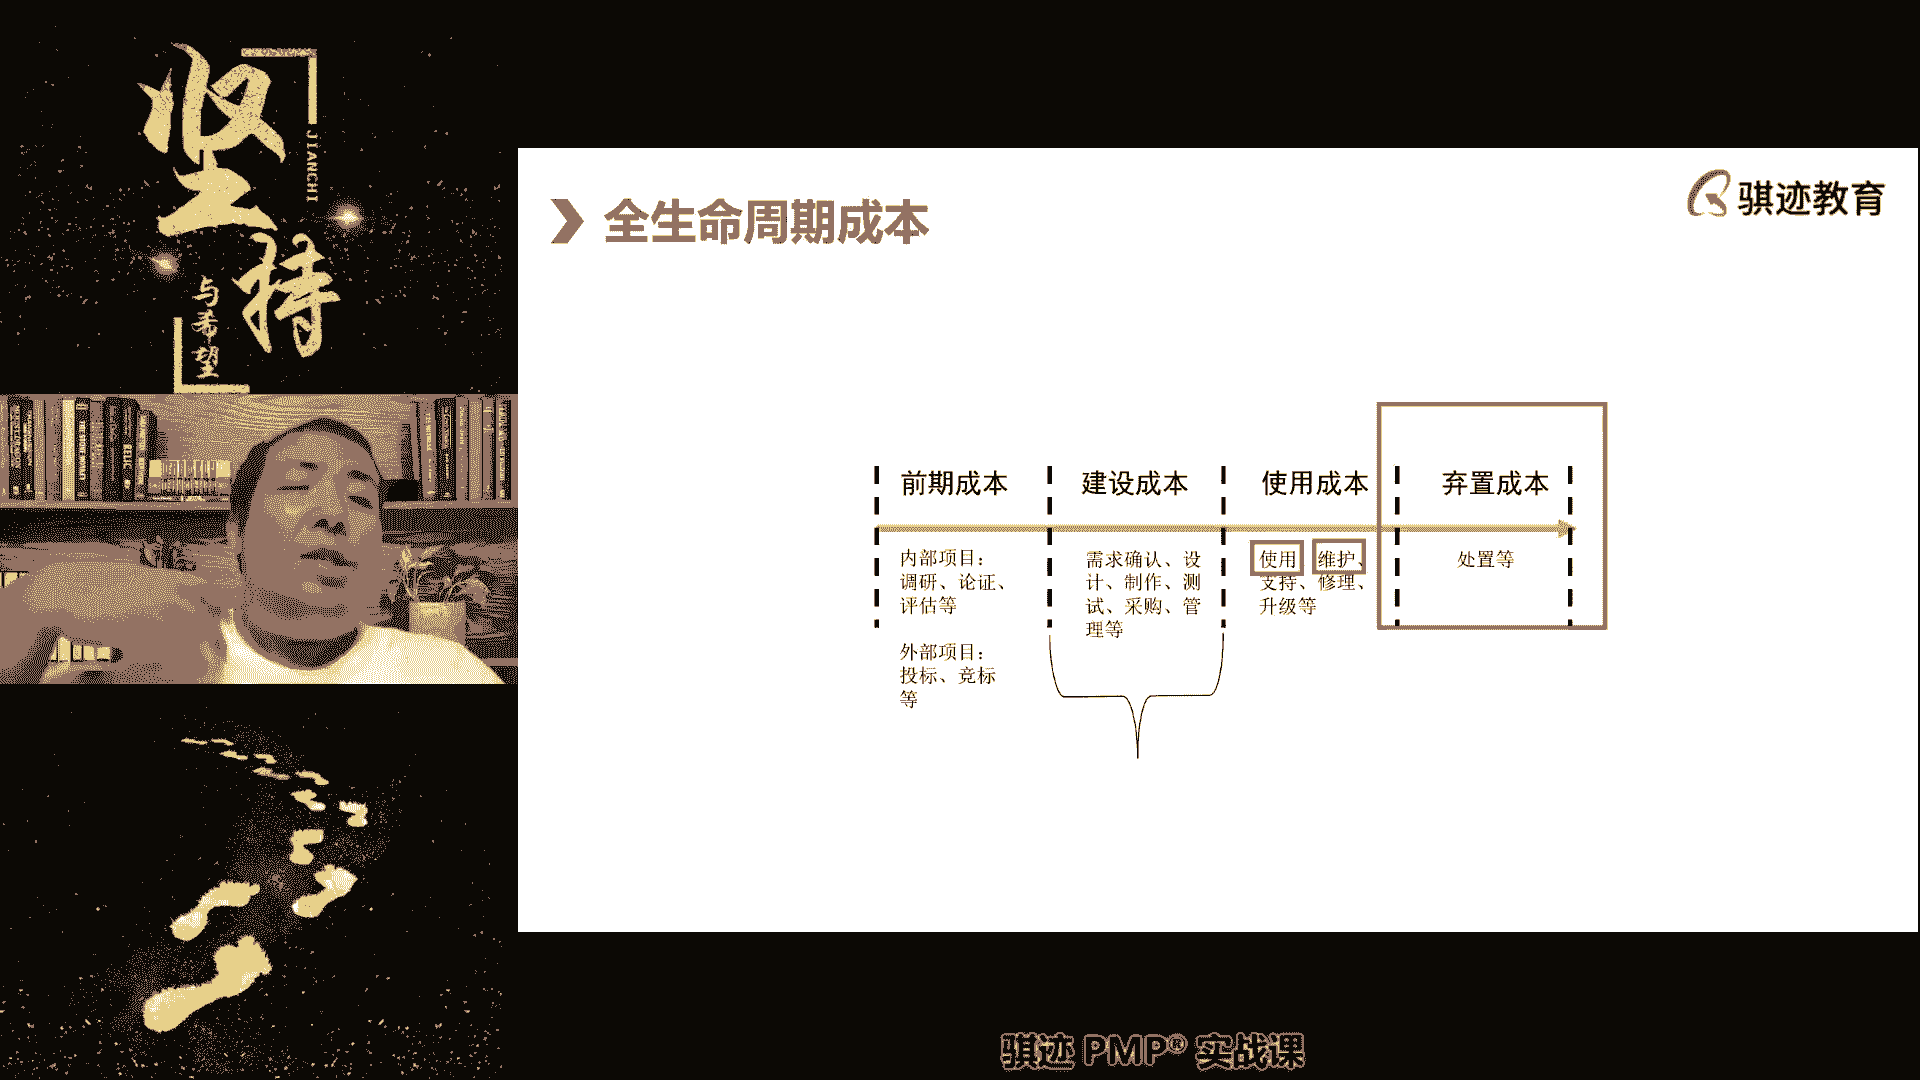 坚持
JIANCHI
与希望
骐迹教育
全生命周期成本
前期成本
建设成本
使用成本
弃置成本
内部项目：
调研、论证、
评估等
外部项目：
投标、竞标
等
需求确认、设
计、制作、测
试、采购、管
理等
使用 维护、
支持、修理、
升级等
处置等
骐迹 PMP® 实战课